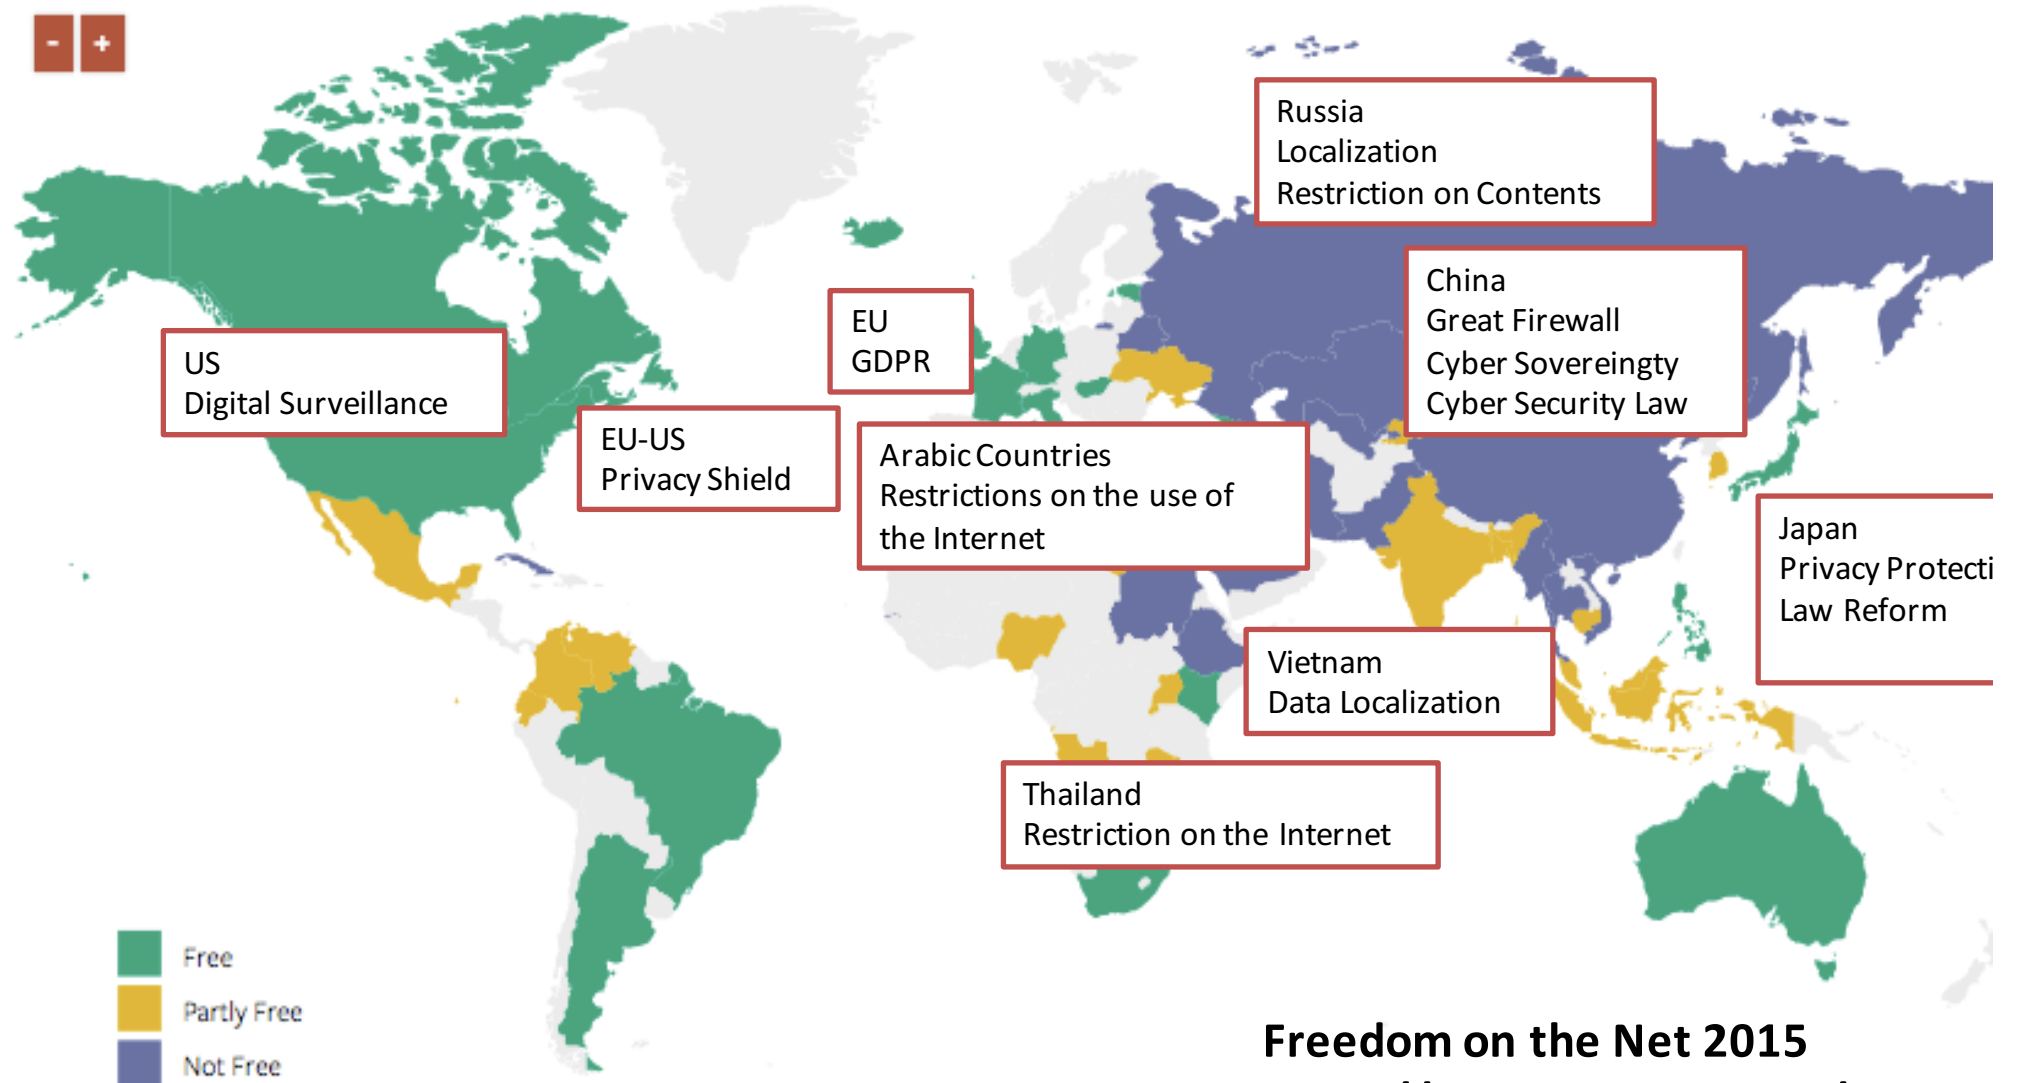 - +
Russia
Localization
Restriction on Contents
China
Great Firewall
Cyber Sovereingty
Cyber Security Law
EU
GDPR
US
Digital Surveillance
EU-US
Privacy Shield
Arabic Countries
Restrictions on the use of
the Internet
Japan
Privacy Protecti
Law Reform
Vietnam
Data Localization
Thailand
Restriction on the Internet
Free
Partly Free
Not Free
Freedom on the Net 2015